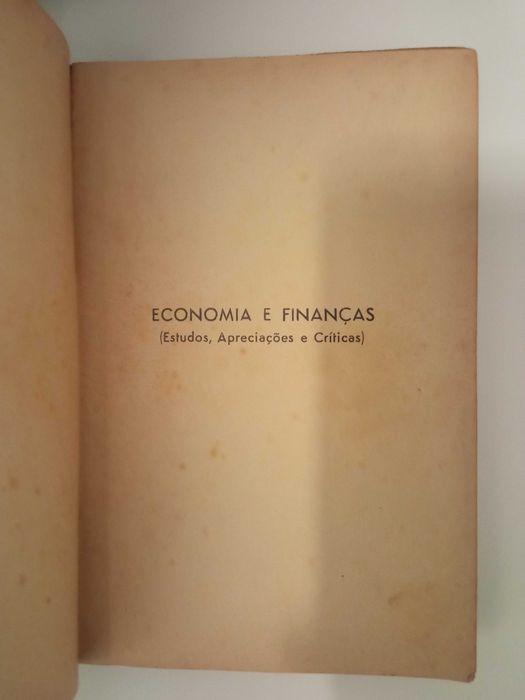 ECONOMIA E FINANÇAS
(Estudos, Apreciações e Críticas)